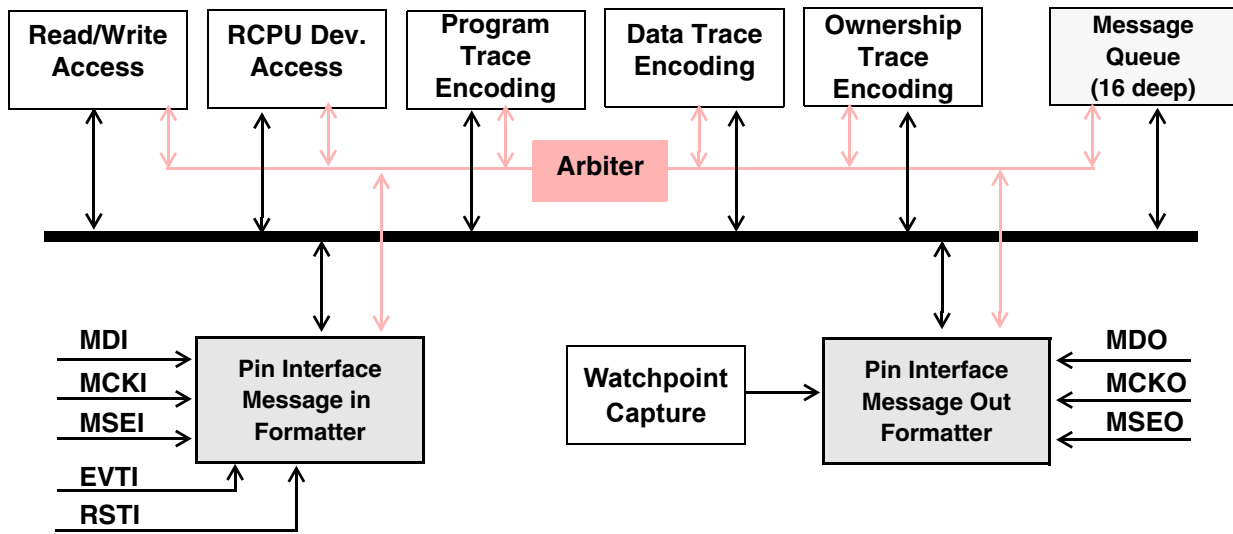 Read/Write
Access
RCPU Dev.
Access
Program
Trace
Encoding
Data Trace
Encoding
Ownership
Trace
Encoding
Message
Queue
(16 deep)
Arbiter
MDI
MCKI
MSEI
EVTI
RSTI
Pin Interface
Message in
Formatter
Watchpoint
Capture
Pin Interface
Message Out
Formatter
MDO
MCKO
MSEO